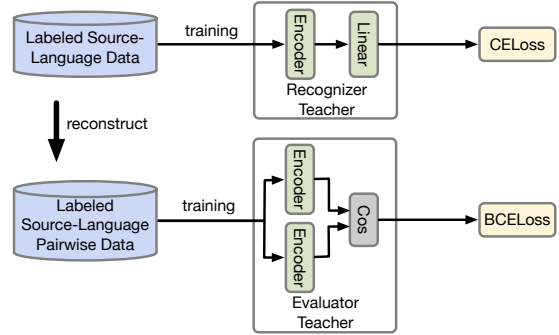 Labeled Source-
Language Data
training
Encoder
Linear
Recognizer
Teacher
CELoss
reconstruct
Labeled
Source-Language
Pairwise Data
training
Encoder
Encoder
Cos
Evaluator
Teacher
BCELoss